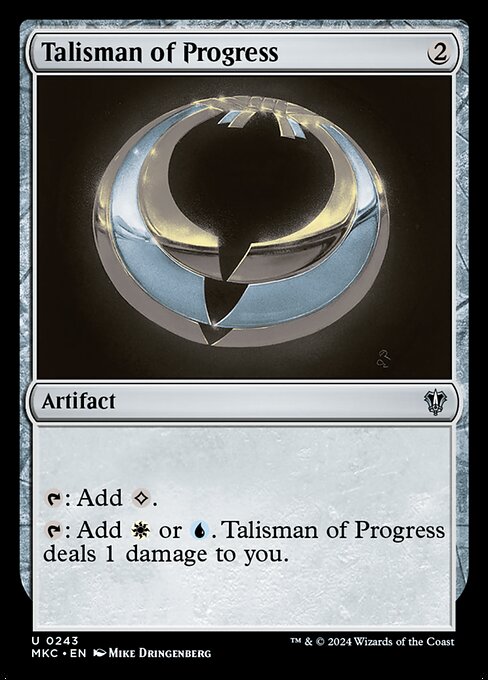 Talisman of Progress 2
Artifact
: Add .
: Add or . Talisman of Progress
deals 1 damage to you.
U 0243
MKC • EN Mike Dringenberg
™ & © 2024 Wizards of the Coast